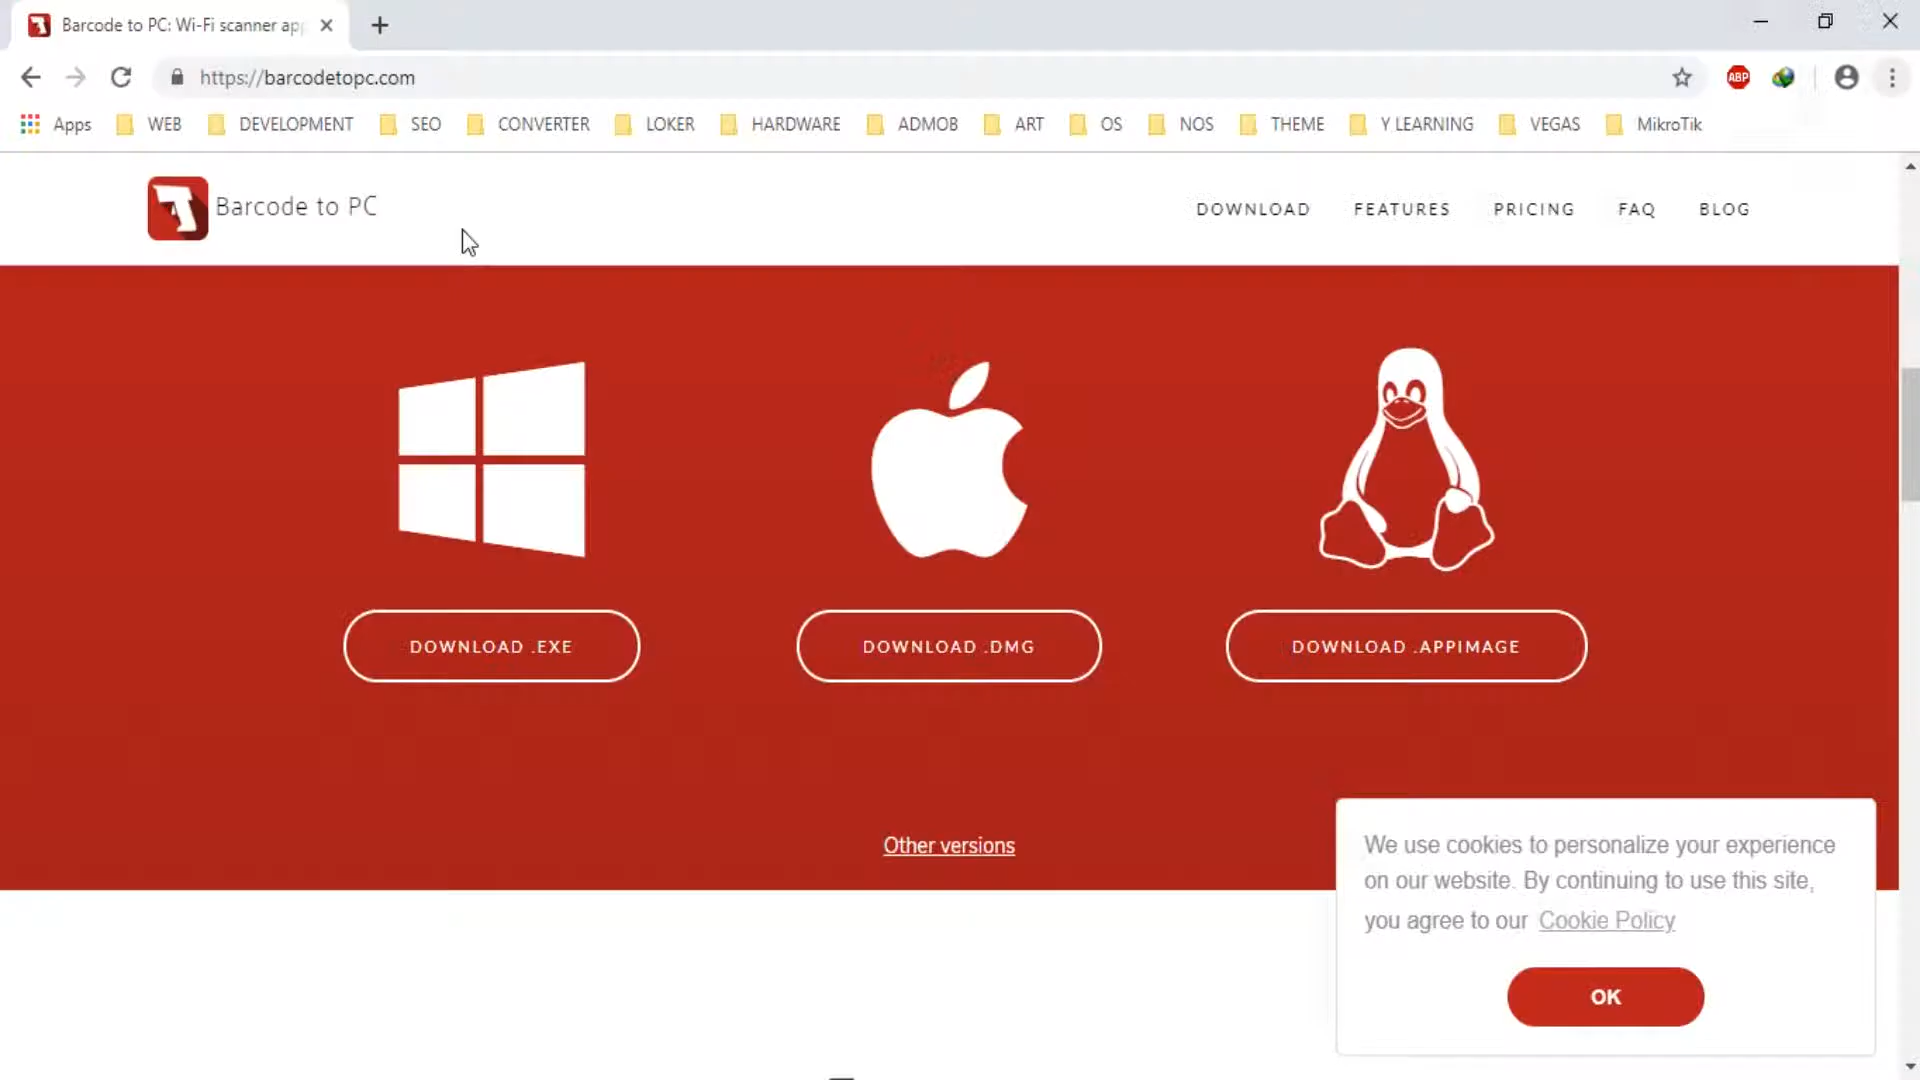 Barcode to PC: Wi-Fi scanner app
https://barcodetopc.com
ABP
Apps WEB DEVELOPMENT SEO CONVERTER LOKER HARDWARE ADMOB ART OS NOS THEME Y LEARNING VEGAS MikroTik
Barcode to PC
DOWNLOAD FEATURES PRICING FAQ BLOG
DOWNLOAD .EXE DOWNLOAD .DMG DOWNLOAD .APPIMAGE
Other versions
We use cookies to personalize your experience
on our website. By continuing to use this site,
you agree to our Cookie Policy
OK